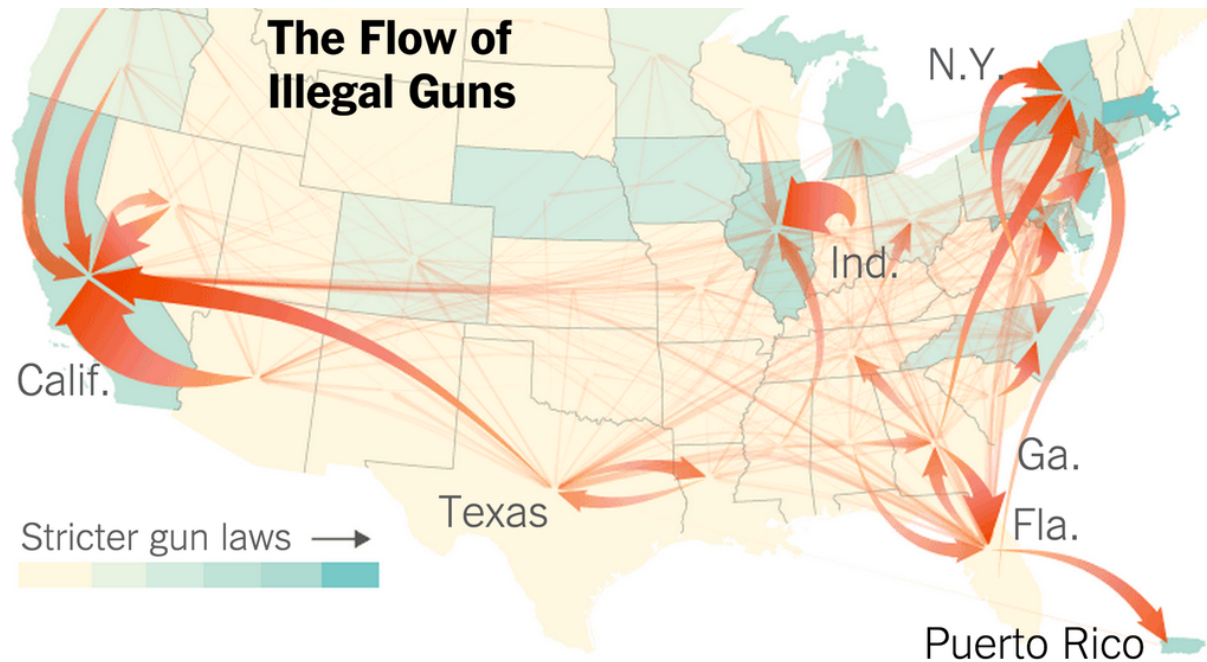 The Flow of
Illegal Guns
N.Y.
Ind.
Calif.
Ga.
Texas
Fla.
Stricter gun laws →
Puerto Rico